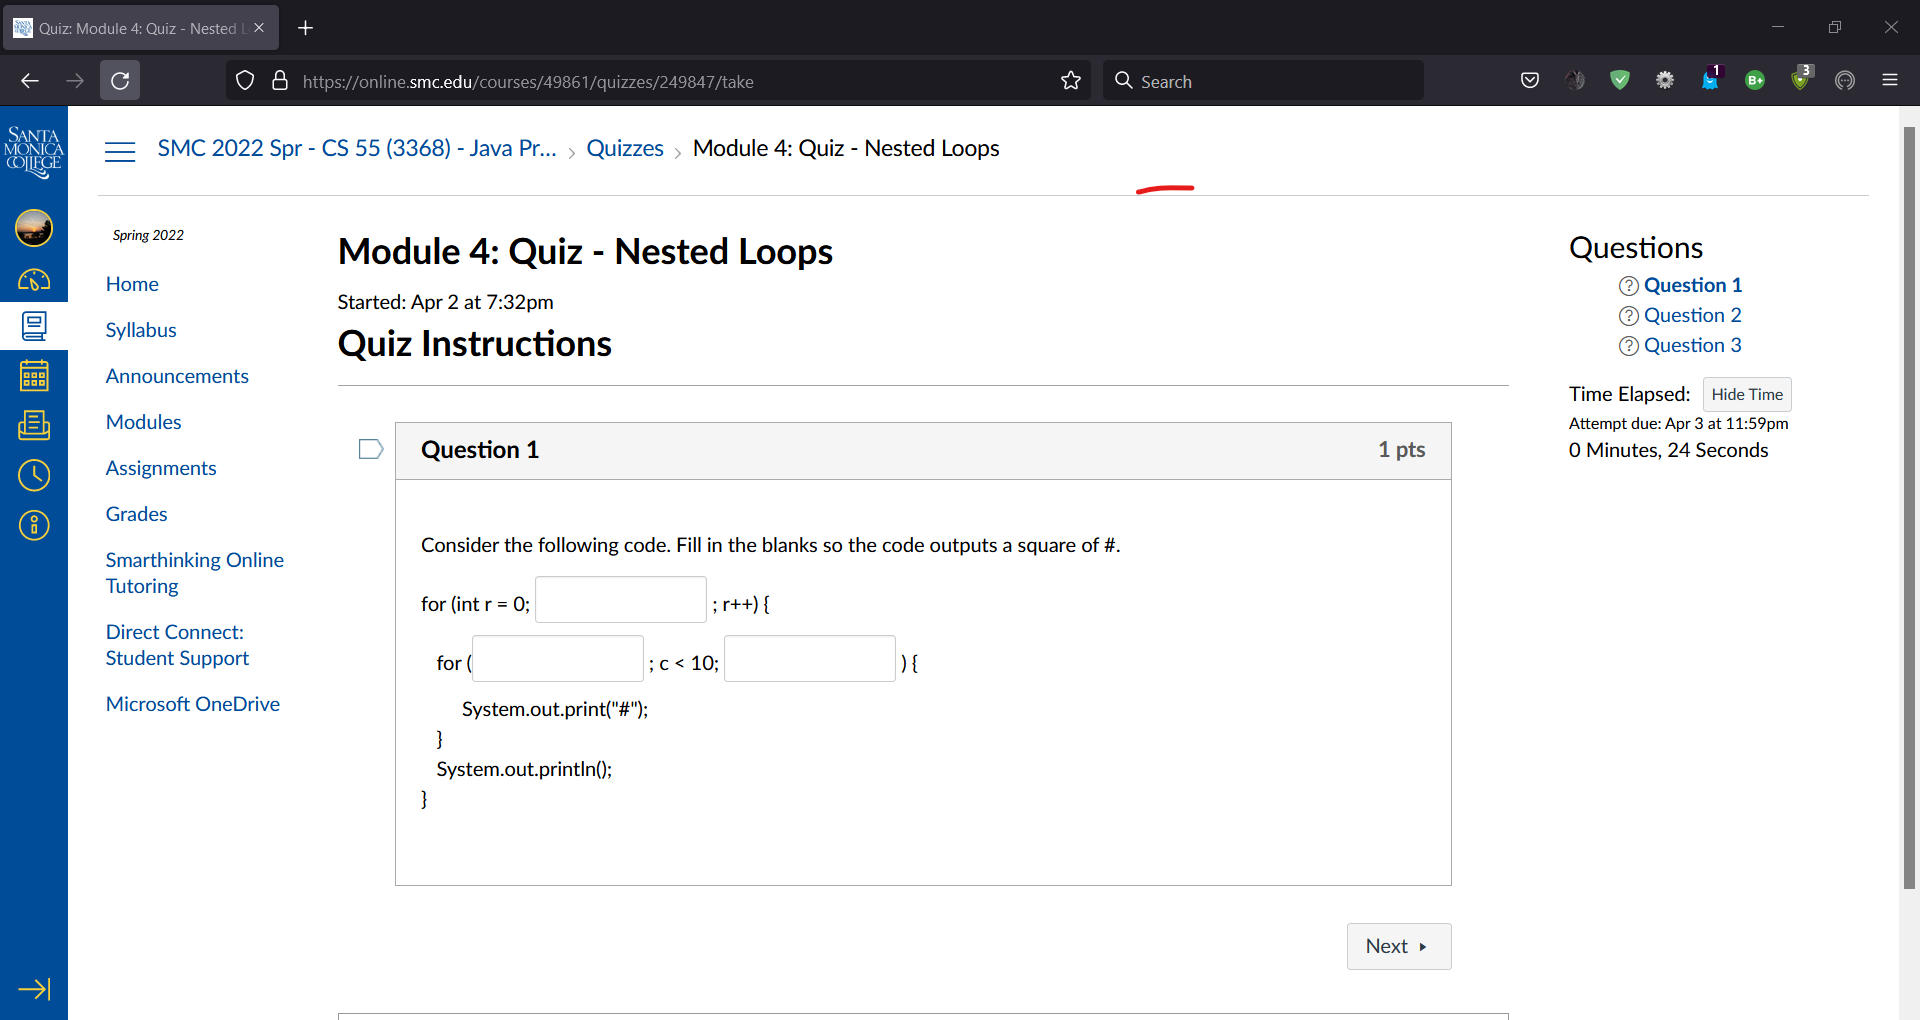 Quiz: Module 4: Quiz - Nested L
https://online.smc.edu/courses/49861/quizzes/249847/take
Search
1
B+
3
SANTA
MONICA
COLLEGE
SMC 2022 Spr - CS 55 (3368) - Java Pr... › Quizzes › Module 4: Quiz - Nested Loops
Spring 2022
Home
Syllabus
Announcements
Modules
Assignments
Grades
Smarthinking Online
Tutoring
Direct Connect:
Student Support
Microsoft OneDrive
Module 4: Quiz - Nested Loops
Started: Apr 2 at 7:32pm
Quiz Instructions
Question 1 1 pts
Consider the following code. Fill in the blanks so the code outputs a square of #.
for (int r = 0; ; r++) {
for ( ; c < 10; ) {
System.out.print("#");
}
System.out.println();
}
Next
Questions
? Question 1
? Question 2
? Question 3
Time Elapsed: Hide Time
Attempt due: Apr 3 at 11:59pm
0 Minutes, 24 Seconds